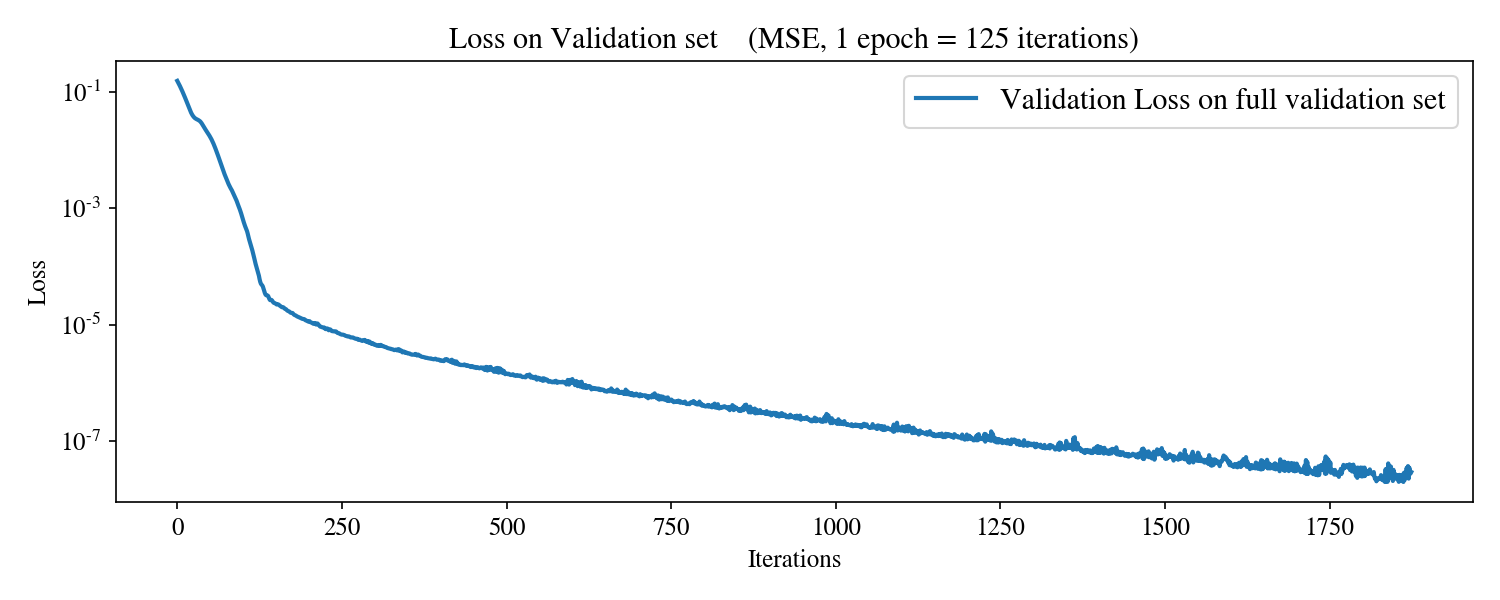 Loss on Validation set (MSE, 1 epoch = 125 iterations)
Validation Loss on full validation set
10⁻¹
10⁻³
10⁻⁵
10⁻⁷
Loss
0 250 500 750 1000 1250 1500 1750
Iterations